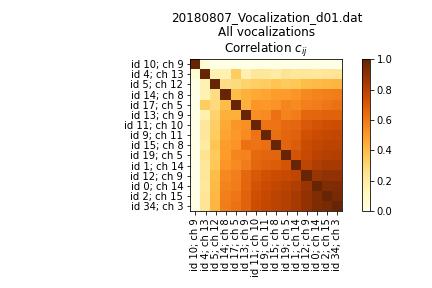 20180807_Vocalization_d01.dat
All vocalizations
Correlation c_ij
id 10; ch 9
id 4; ch 13
id 5; ch 12
id 14; ch 8
id 17; ch 5
id 13; ch 9
id 11; ch 10
id 9; ch 11
id 15; ch 8
id 19; ch 5
id 1; ch 14
id 12; ch 9
id 0; ch 14
id 2; ch 15
id 34; ch 3
id 10; ch 9
id 4; ch 13
id 5; ch 12
id 14; ch 8
id 17; ch 5
id 13; ch 9
id 11; ch 10
id 9; ch 11
id 15; ch 8
id 19; ch 5
id 1; ch 14
id 12; ch 9
id 0; ch 14
id 2; ch 15
id 34; ch 3
1.0
0.8
0.6
0.4
0.2
0.0